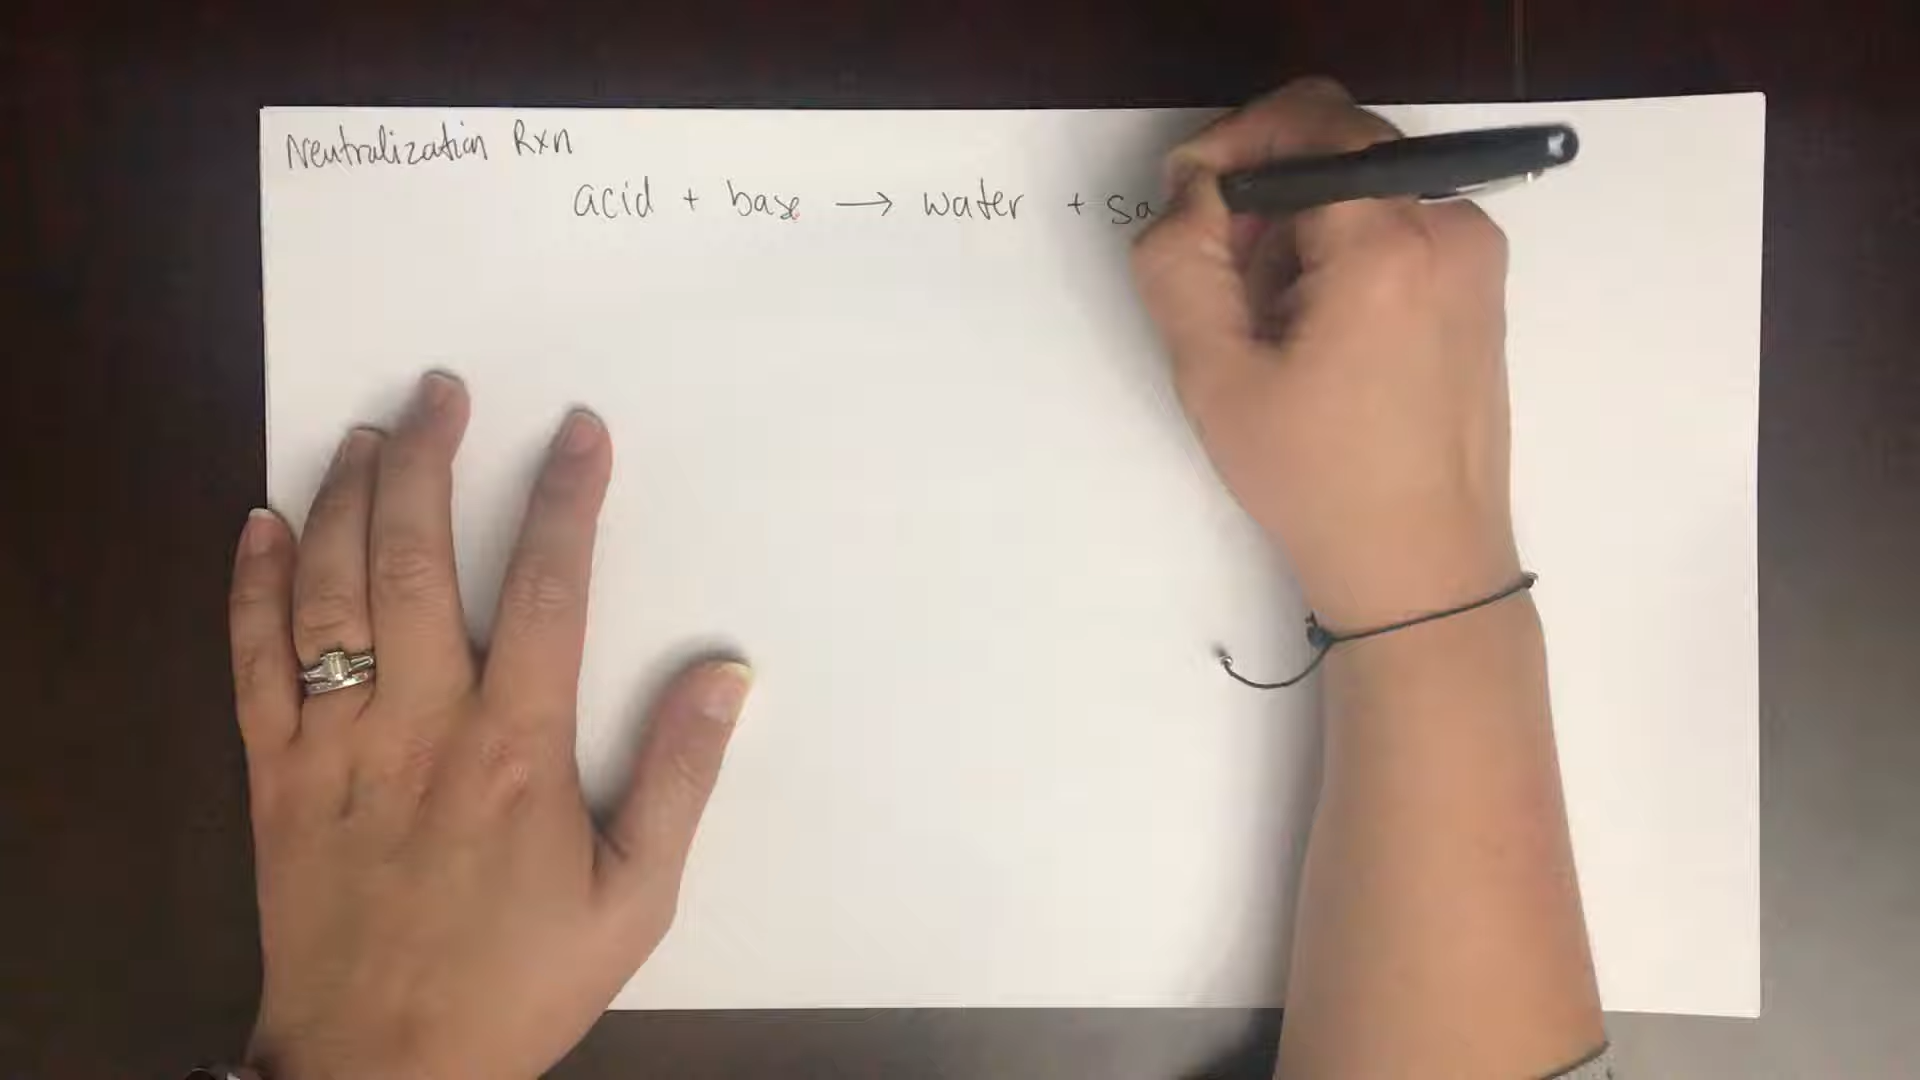 Neutralization Rxn
acid + base → water + sa